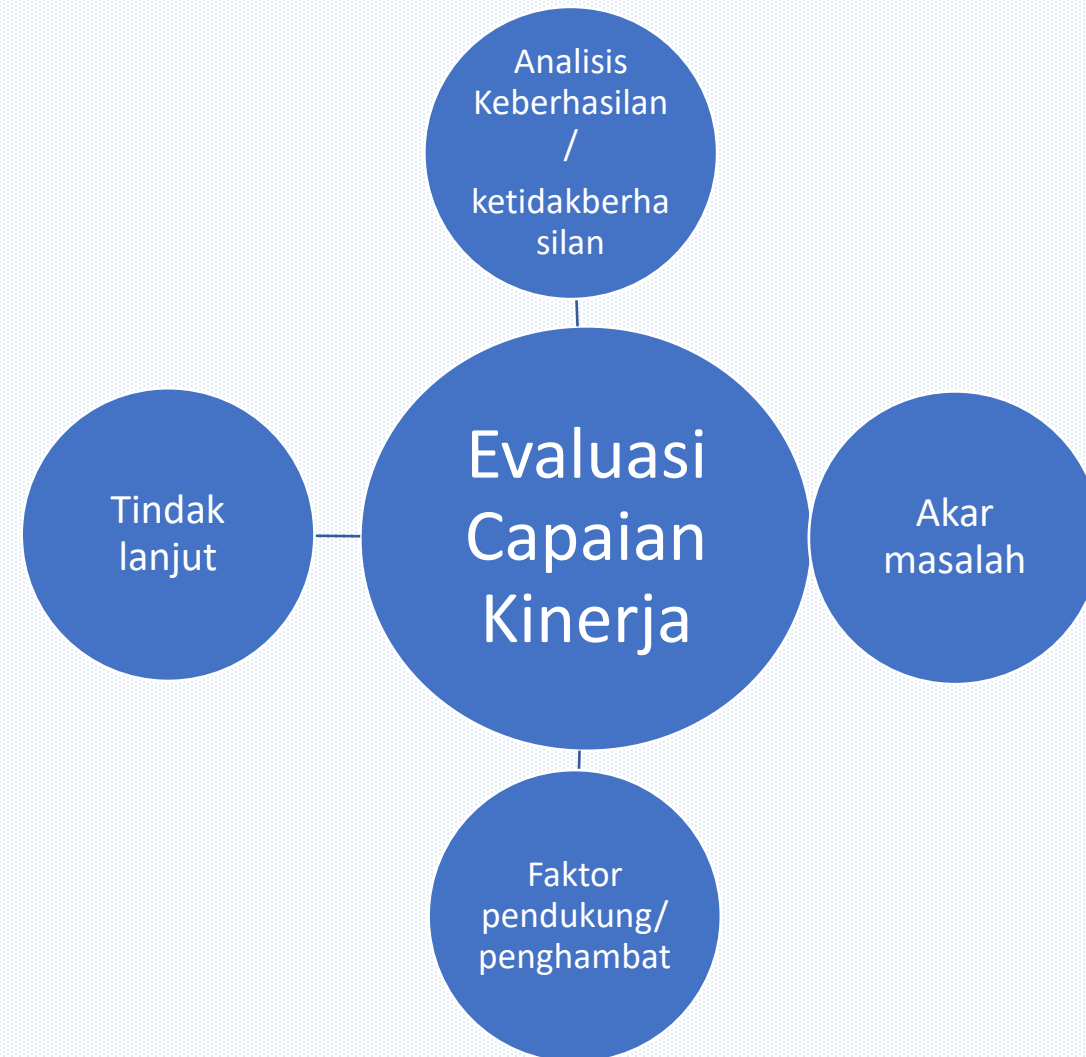 Analisis
Keberhasilan
/
ketidakberha
silan
Evaluasi
Capaian
Kinerja
Tindak
lanjut
Akar
masalah
Faktor
pendukung/
penghambat